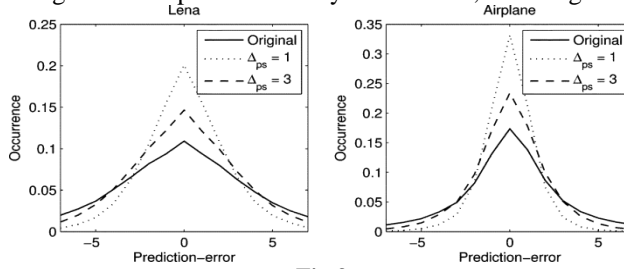 Lena
Original
Δps = 1
Δps = 3
0.25
0.2
0.15
0.1
0.05
0
Occurrence
−5
0
5
Prediction−error
Airplane
Original
Δps = 1
Δps = 3
0.35
0.3
0.25
0.2
0.15
0.1
0.05
0
Occurrence
−5
0
5
Prediction−error